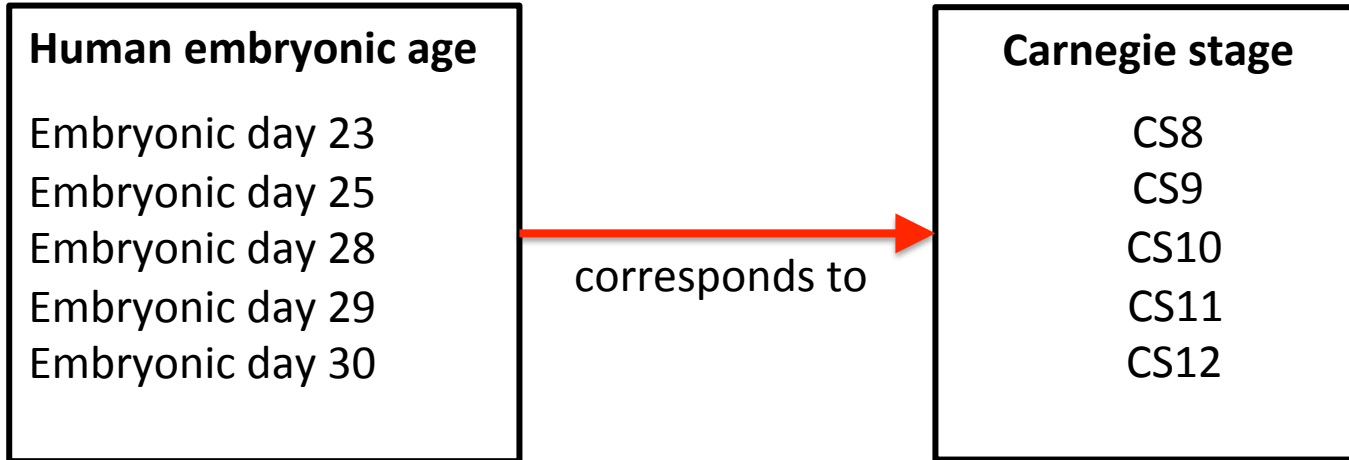 Human embryonic age
Embryonic day 23
Embryonic day 25
Embryonic day 28
Embryonic day 29
Embryonic day 30
corresponds to
Carnegie stage
CS8
CS9
CS10
CS11
CS12